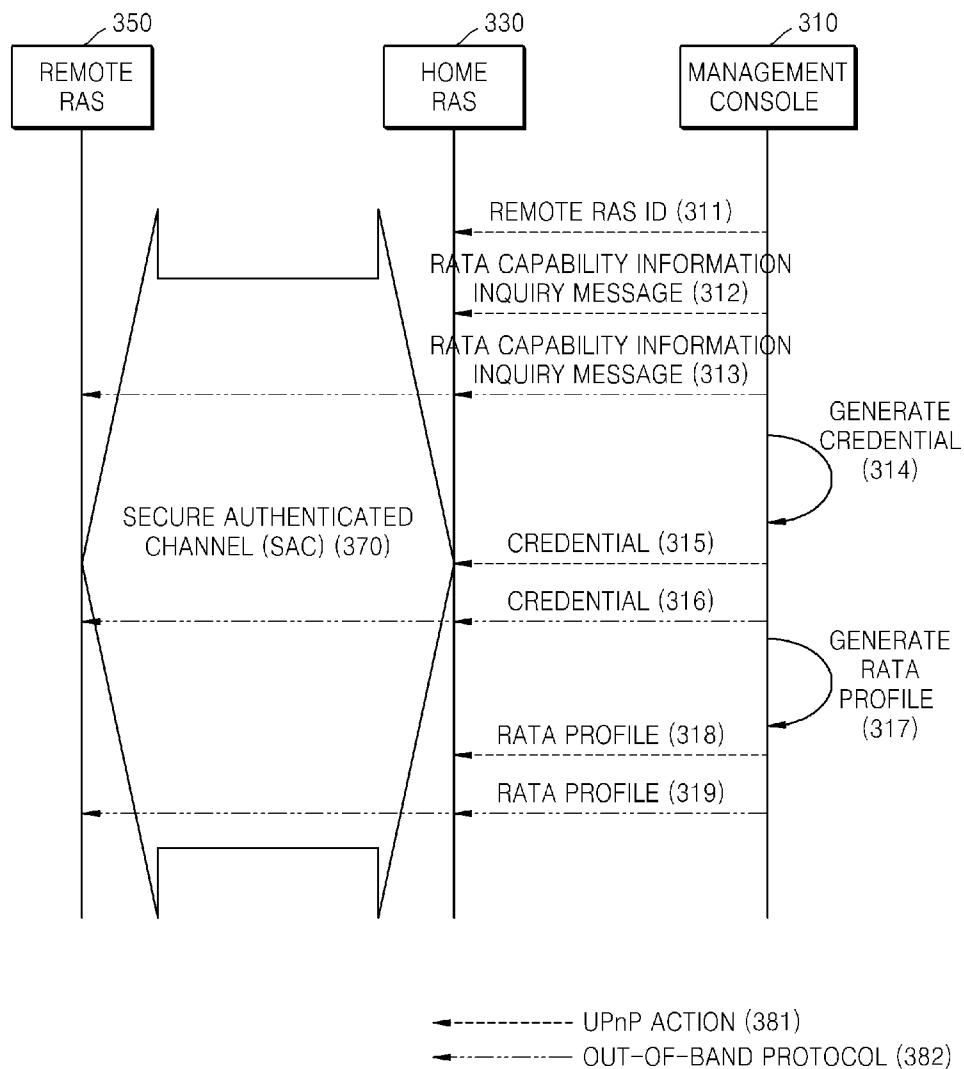 350
330
310
REMOTE
RAS
HOME
RAS
MANAGEMENT
CONSOLE
REMOTE RAS ID (311)
RATA CAPABILITY INFORMATION
INQUIRY MESSAGE (312)
RATA CAPABILITY INFORMATION
INQUIRY MESSAGE (313)
GENERATE
CREDENTIAL
(314)
SECURE AUTHENTICATED
CHANNEL (SAC) (370)
CREDENTIAL (315)
CREDENTIAL (316)
GENERATE
RATA
PROFILE
(317)
RATA PROFILE (318)
RATA PROFILE (319)
UPnP ACTION (381)
OUT-OF-BAND PROTOCOL (382)